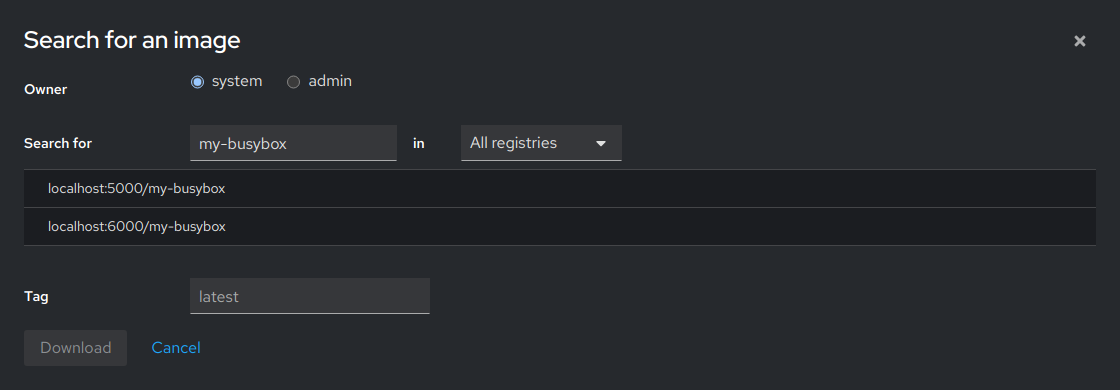 Search for an image
Owner system admin
Search for my-busybox in All registries
localhost:5000/my-busybox
localhost:6000/my-busybox
Tag latest
Download Cancel